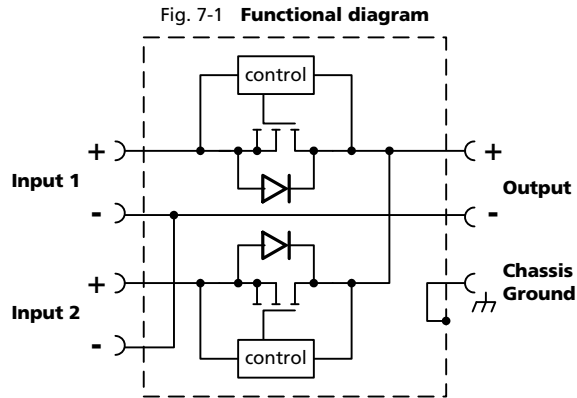 Fig. 7-1 Functional diagram
control
+
+
Input 1
Output
-
-
+
Chassis
Ground
Input 2
-
control